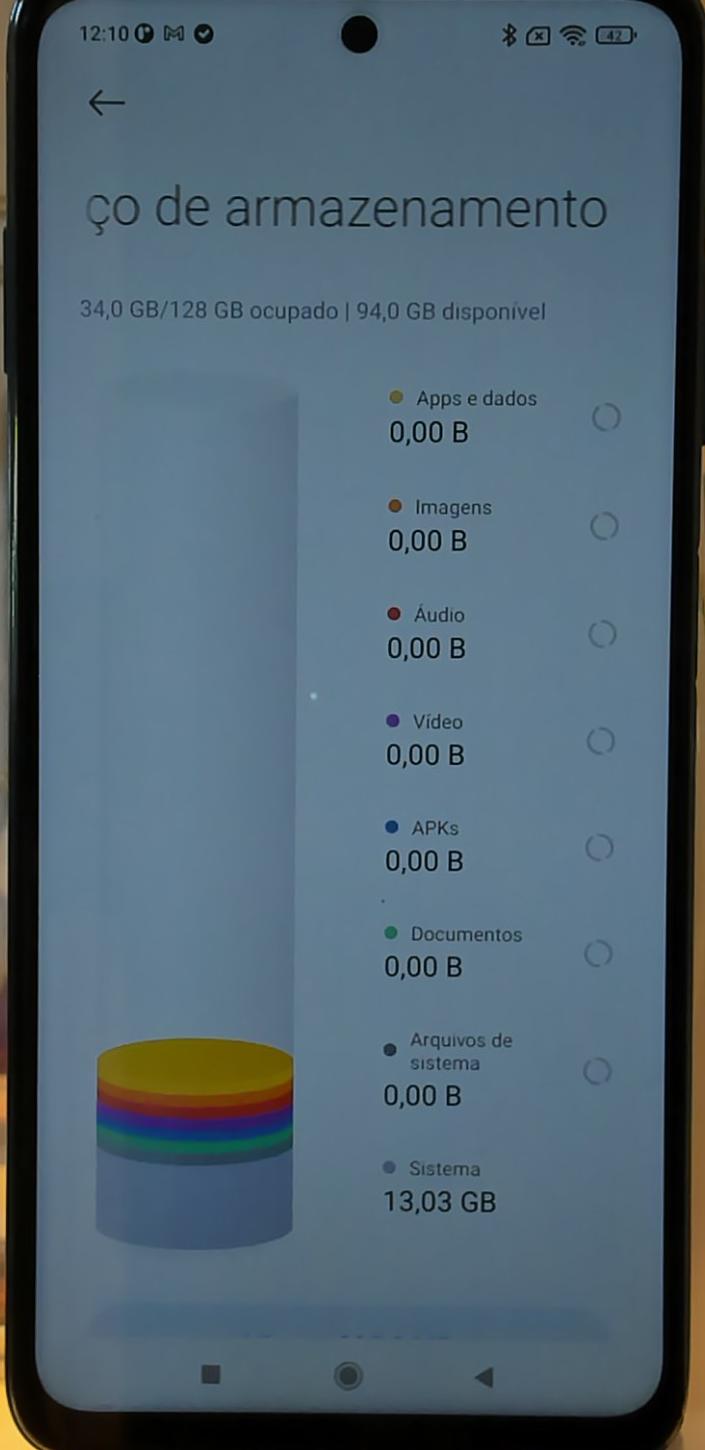 12:10 42
ço de armazenamento
34,0 GB/128 GB ocupado | 94,0 GB disponível
Apps e dados
0,00 B
Imagens
0,00 B
Áudio
0,00 B
Vídeo
0,00 B
APKs
0,00 B
Documentos
0,00 B
Arquivos de
sistema
0,00 B
Sistema
13,03 GB